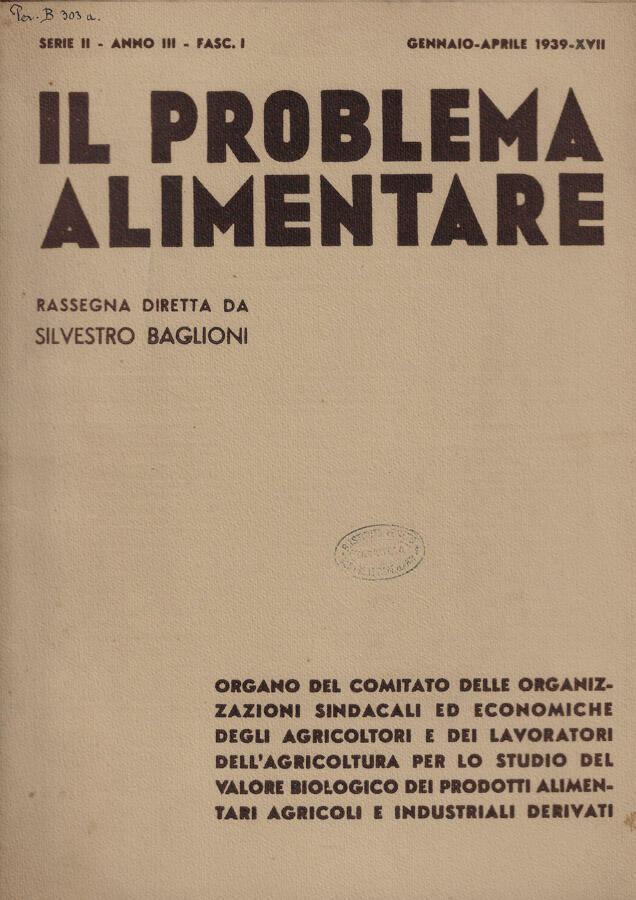 Per. B 303 a.
SERIE II - ANNO III - FASC. I
GENNAIO-APRILE 1939-XVII
IL PROBLEMA
ALIMENTARE
RASSEGNA DIRETTA DA
SILVESTRO BAGLIONI
ORGANO DEL COMITATO DELLE ORGANIZ-
ZAZIONI SINDACALI ED ECONOMICHE
DEGLI AGRICOLTORI E DEI LAVORATORI
DELL'AGRICOLTURA PER LO STUDIO DEL
VALORE BIOLOGICO DEI PRODOTTI ALIMEN-
TARI AGRICOLI E INDUSTRIALI DERIVATI